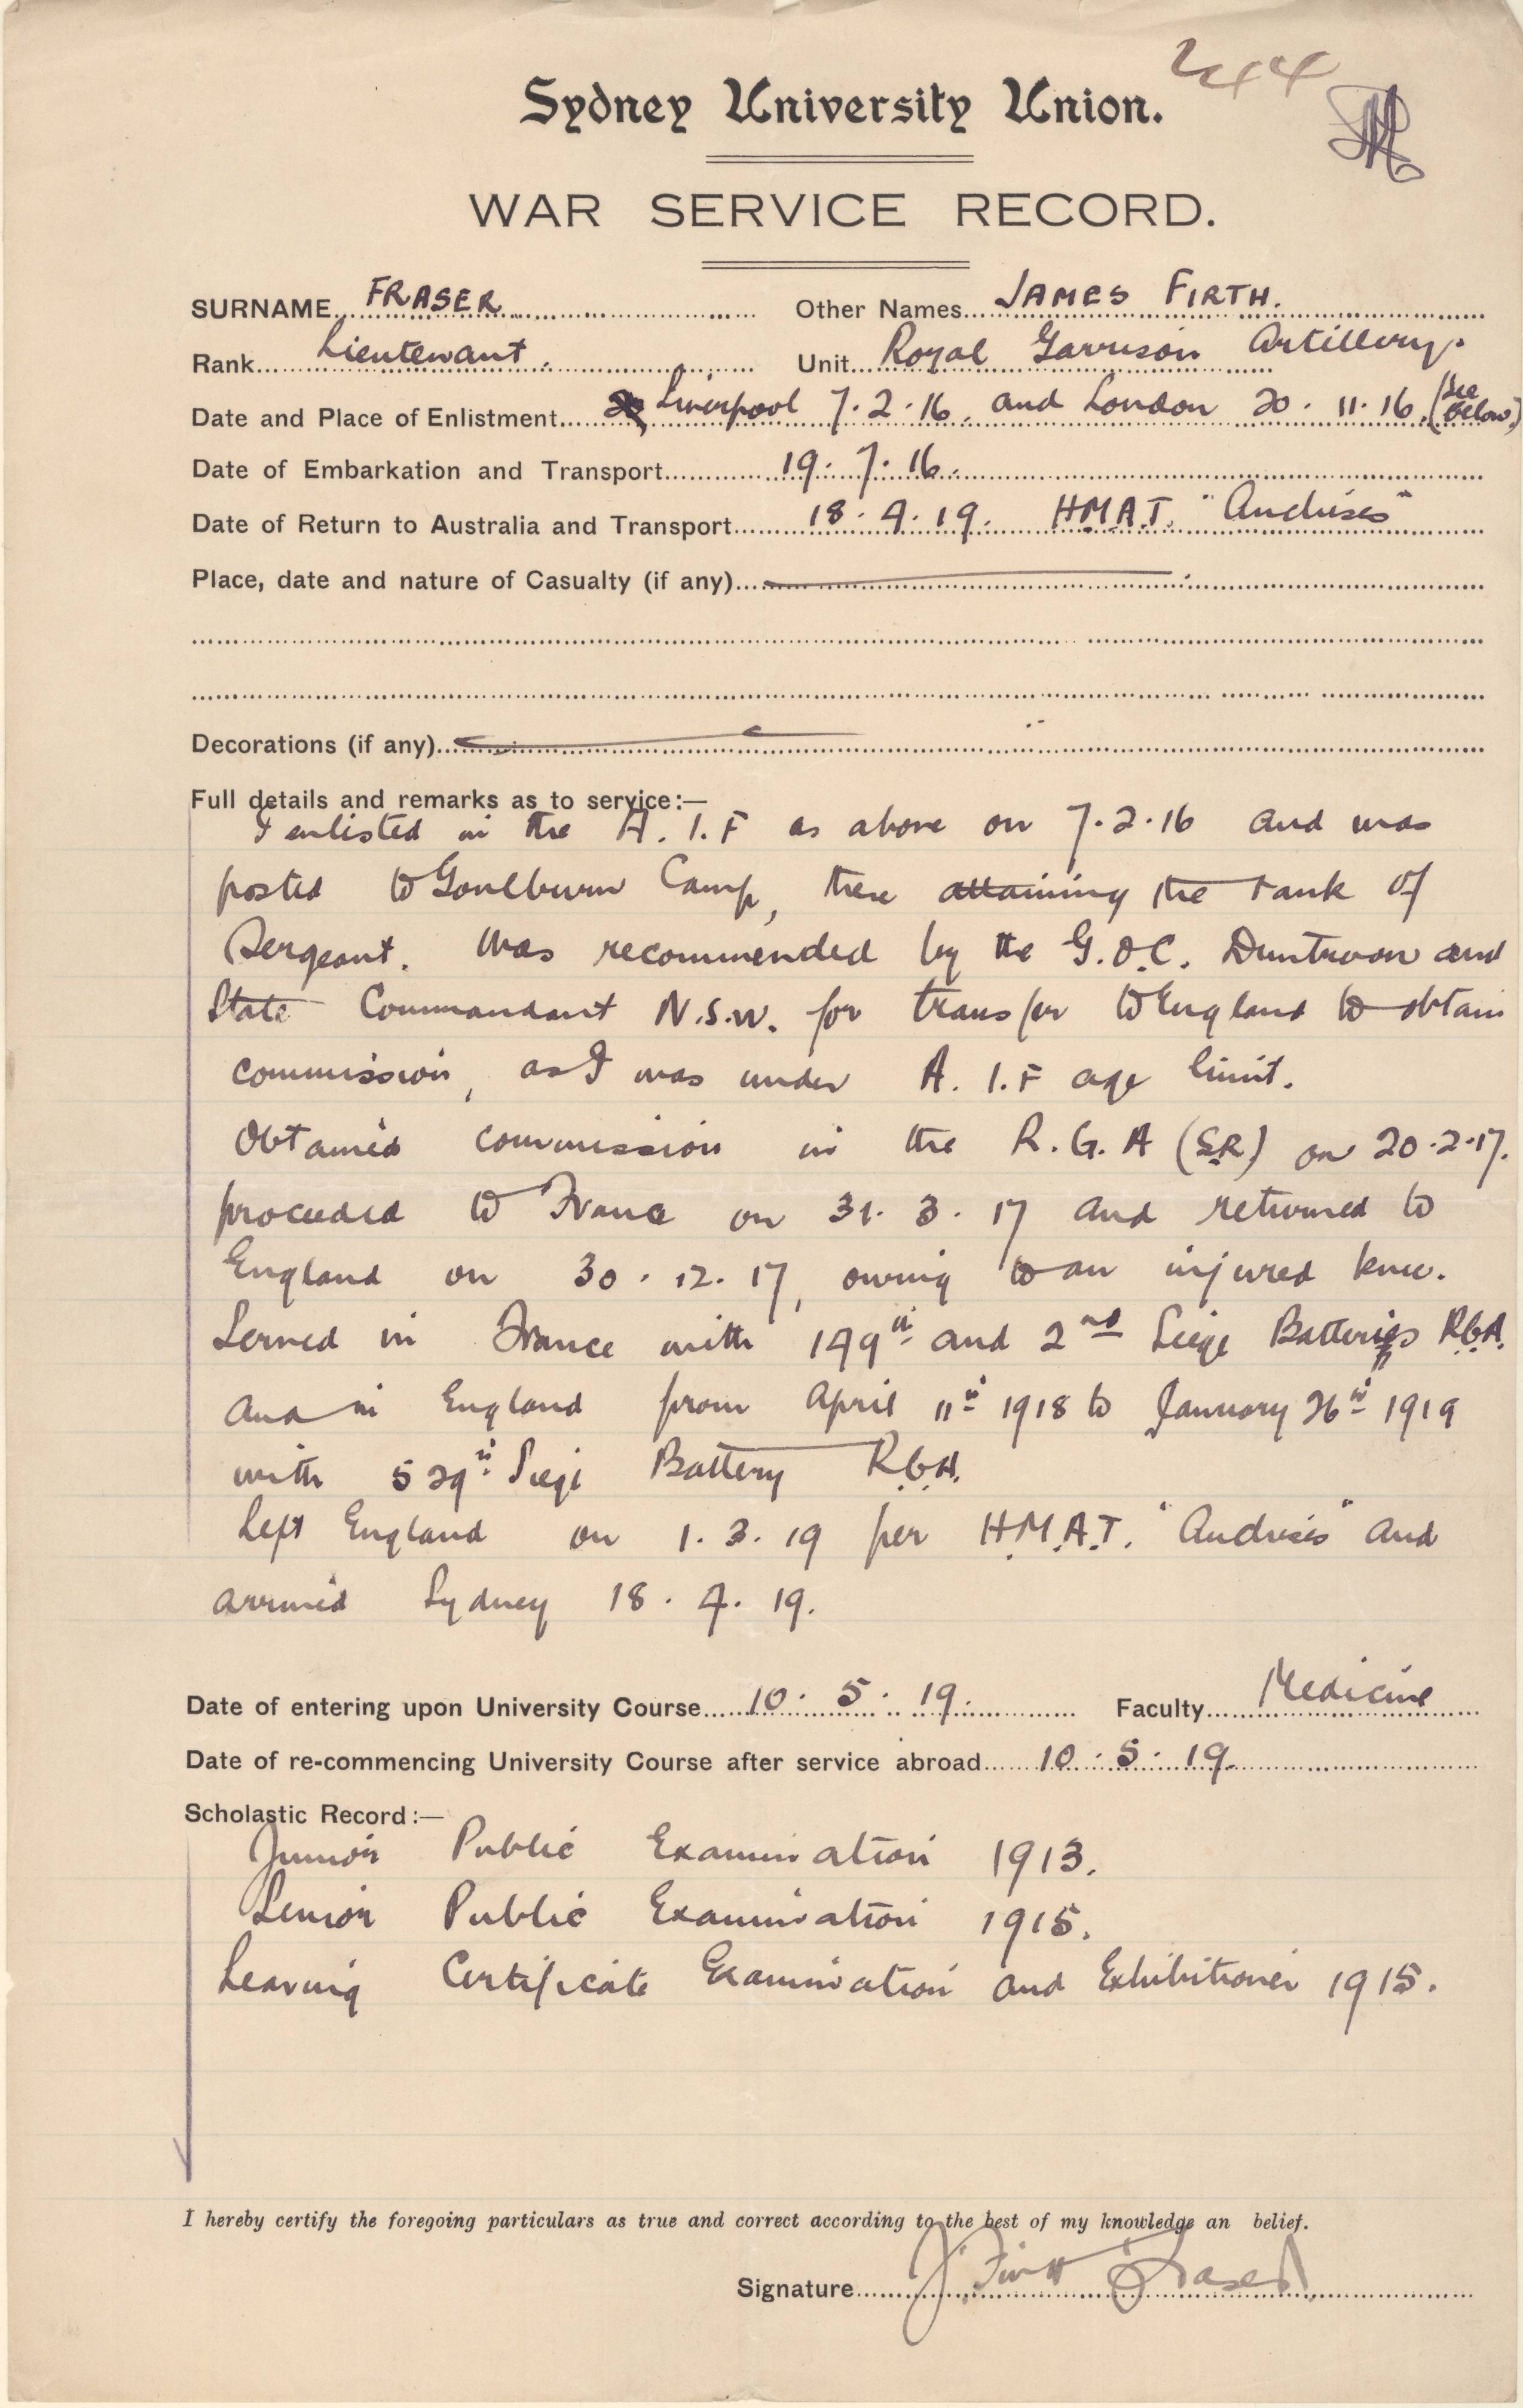 244
Sydney University Union.
WAR SERVICE RECORD.
SURNAME FRASER Other Names JAMES FIRTH.
Rank Lieutenant. Unit Royal Garrison Artillery.
Date and Place of Enlistment Liverpool 7.2.16. and London 20.11.16. (See below)
Date of Embarkation and Transport 19.7.16.
Date of Return to Australia and Transport 18.4.19. H.M.A.T. "Anchises"
Place, date and nature of Casualty (if any)
Decorations (if any)
Full details and remarks as to service:—
I enlisted in the A.I.F as above on 7.2.16 and was
posted to Goulburn Camp, there attaining the rank of
Sergeant. Was recommended by the G.O.C. Duntroon and
State Commandant N.S.W. for transfer to England to obtain
commission, as I was under A.I.F age limit.
Obtained commission in the R.G.A (S.R.) on 20.2.17.
proceeded to France on 31.3.17 and returned to
England on 30.12.17, owing to an injured knee.
Served in France with 149th and 2nd Siege Batteries R.G.A.
and in England from April 11th 1918 to January 26th 1919
with 529th Siege Battery R.G.A.
Left England on 1.3.19 per H.M.A.T. "Anchises" and
arrived Sydney 18.4.19.
Date of entering upon University Course 10.5.19. Faculty Medicine
Date of re-commencing University Course after service abroad 10.5.19.
Scholastic Record:—
Junior Public Examination 1913.
Senior Public Examination 1915.
Leaving Certificate Examination and Exhibitioner 1915.
I hereby certify the foregoing particulars as true and correct according to the best of my knowledge an belief.
Signature J. Firth Fraser